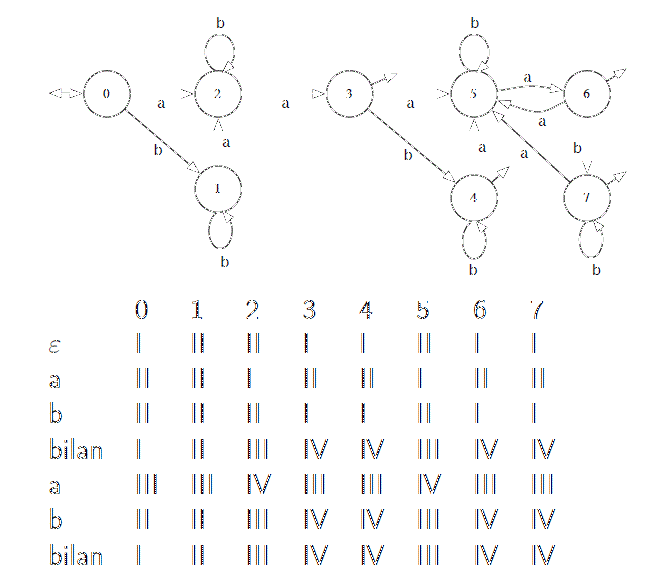 b b
0 a 2 a 3 a 5 a 6
a
b a b a a b
1 4 7
b b b
0 1 2 3 4 5 6 7
ε I II II I I II I I
a II II I II II I II II
b II II II I I II I I
bilan I II III IV IV III IV IV
a III III IV III III IV III III
b II II III IV IV III IV IV
bilan I II III IV IV III IV IV